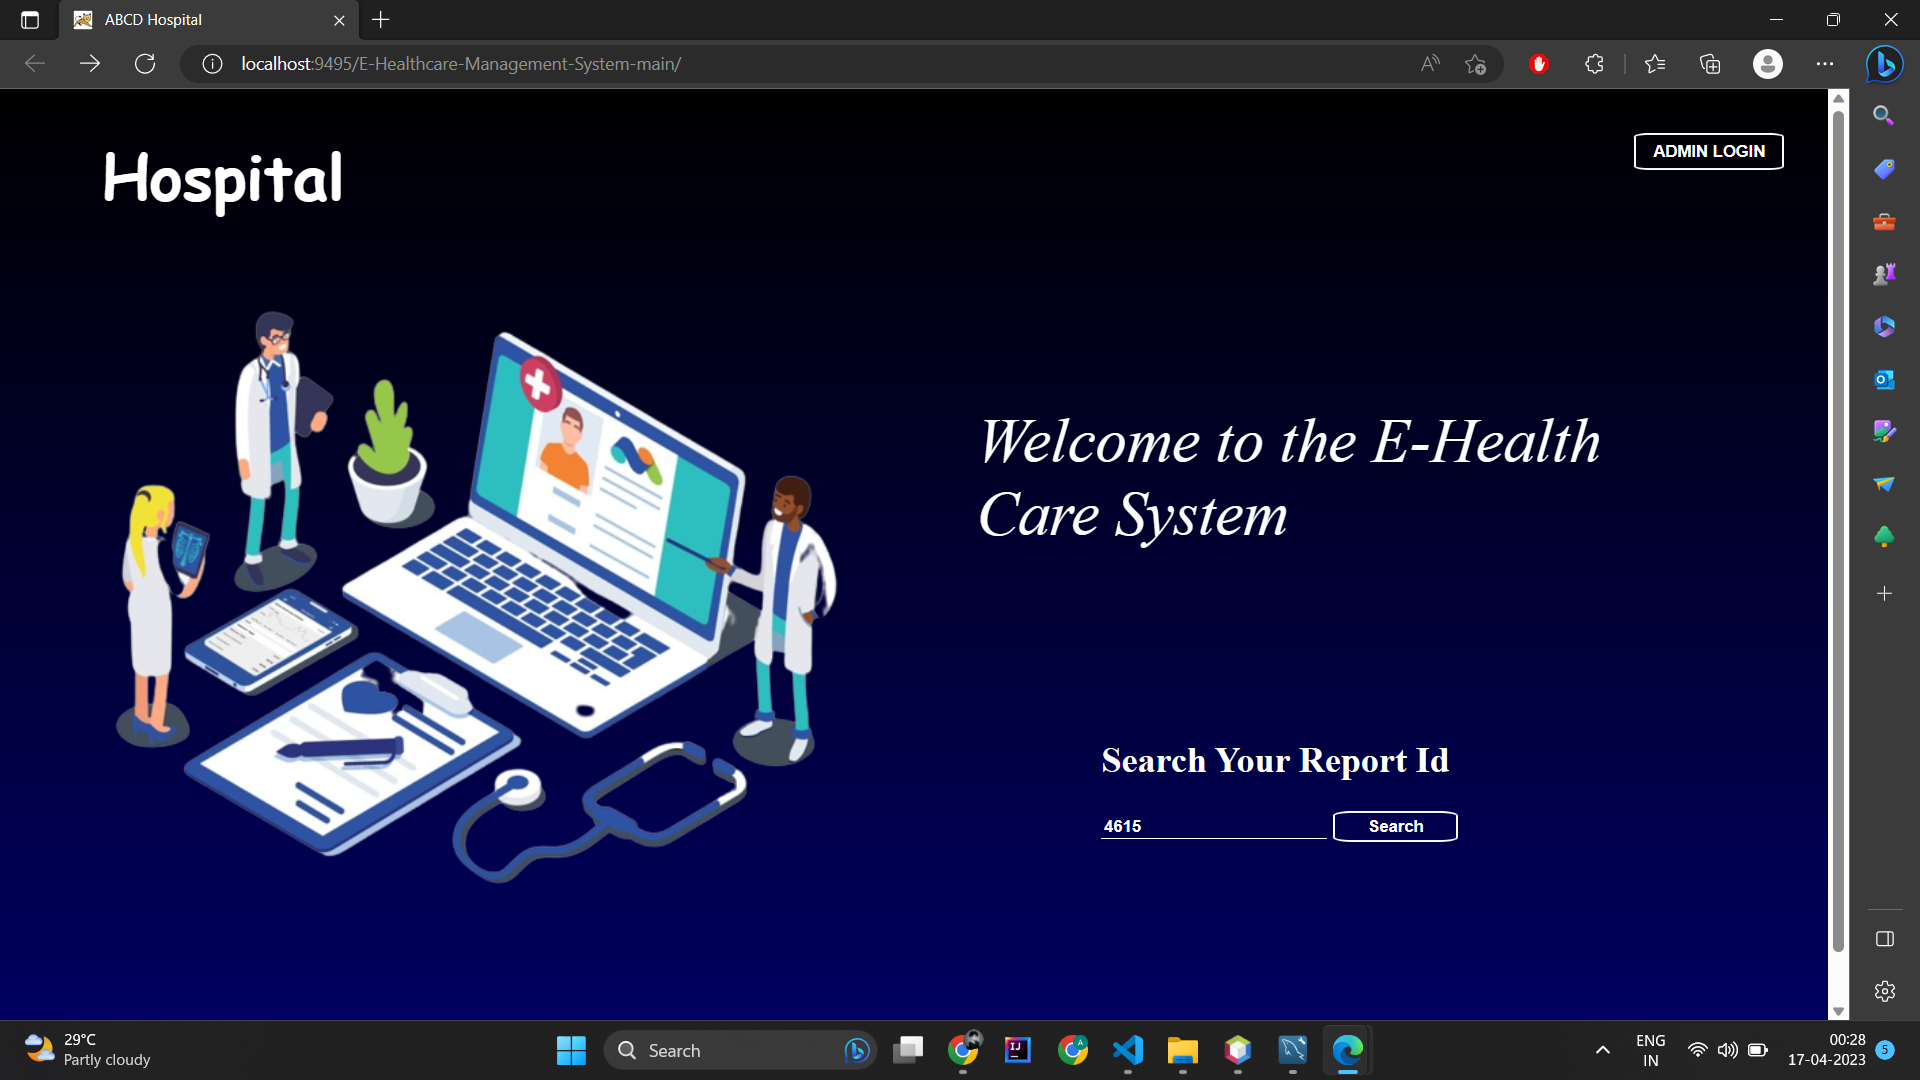 ABCD Hospital
localhost:9495/E-Healthcare-Management-System-main/
Hospital
ADMIN LOGIN
Welcome to the E-Health
Care System
Search Your Report Id
4615
Search
29°C
Partly cloudy
Search
ENG
IN
00:28
17-04-2023
5